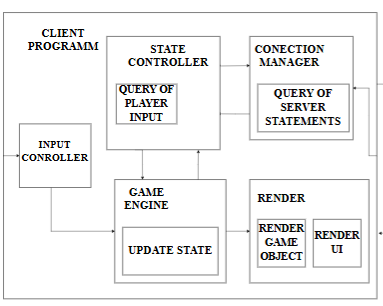 CLIENT
PROGRAMM
STATE
CONTROLLER
QUERY OF
PLAYER
INPUT
CONECTION
MANAGER
QUERY OF
SERVER
STATEMENTS
INPUT
CONROLLER
GAME
ENGINE
UPDATE STATE
RENDER
RENDER
GAME
OBJECT
RENDER
UI